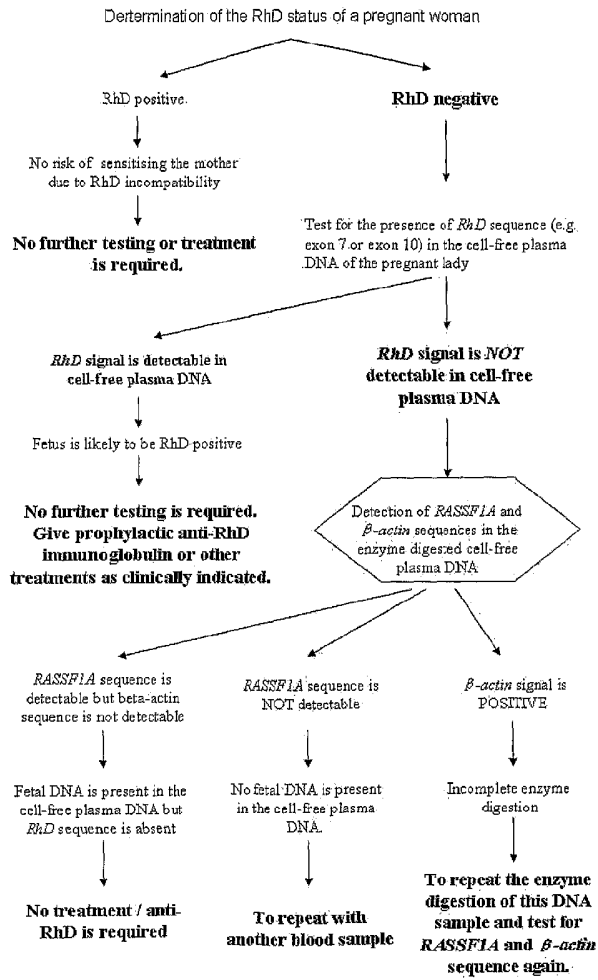 Dertermination of the RhD status of a pregnant woman
RhD positive.
RhD negative
No risk of sensitising the mother
due to RhD incompatibility
No further testing or treatment
is required.
Test for the presence of RhD sequence (e.g.
exon 7 or exon 10) in the cell-free plasma
DNA of the pregnant lady
RhD signal is detectable in
cell-free plasma DNA
RhD signal is NOT
detectable in cell-free
plasma DNA
Fetus is likely to be RhD positive
No further testing is required.
Give prophylactic anti-RhD
immunoglobulin or other
treatments as clinically indicated.
Detection of RASSF1A and
β-actin sequences in the
enzyme digested cell-free
plasma DNA
RASSF1A sequence is
detectable but beta-actin
sequence is not detectable
RASSF1A sequence is
NOT detectable
β-actin signal is
POSITIVE
Fetal DNA is present in the
cell-free plasma DNA but
RhD sequence is absent
No fetal DNA is present
in the cell-free plasma
DNA.
Incomplete enzyme
digestion
No treatment / anti-
RhD is required
To repeat with
another blood sample
To repeat the enzyme
digestion of this DNA
sample and test for
RASSF1A and β-actin
sequence again.